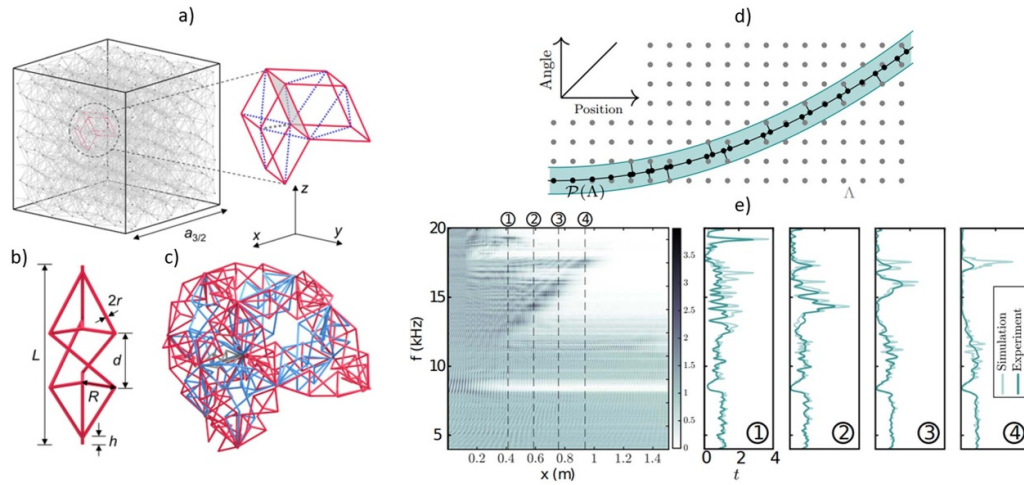 a)
a3/2
x
y
z
b)
L
2r
d
R
h
c)
d)
Angle
Position
P(Λ)
Λ
e)
① ② ③ ④
20
15
10
5
f (kHz)
0.2 0.4 0.6 0.8 1 1.2 1.4
x (m)
3.5
3
2.5
2
1.5
1
0.5
0
0 2 4
t
①
②
③
④
Simulation
Experiment